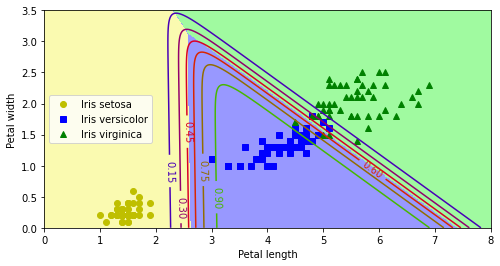 3.5
3.0
2.5
2.0
1.5
1.0
0.5
0.0
Petal width
Iris setosa
Iris versicolor
Iris virginica
0.15
0.30
0.45
0.75
0.90
0.60
0 1 2 3 4 5 6 7 8
Petal length